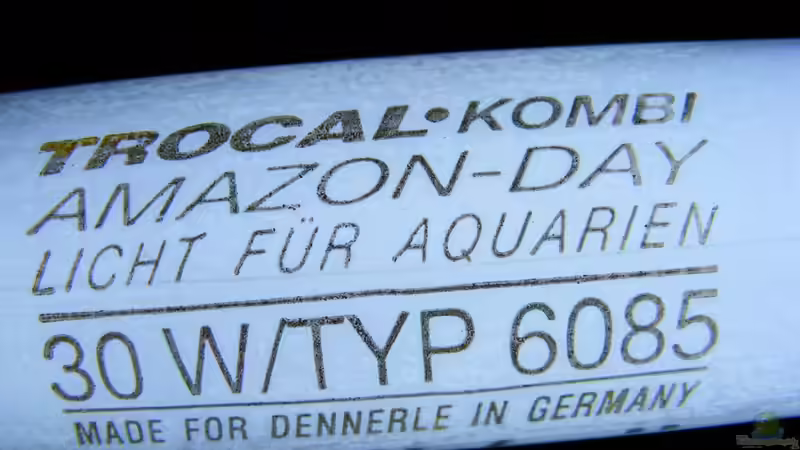 TROCAL•KOMBI
AMAZON-DAY
LICHT FÜR AQUARIEN
30 W/TYP 6085
MADE FOR DENNERLE IN GERMANY